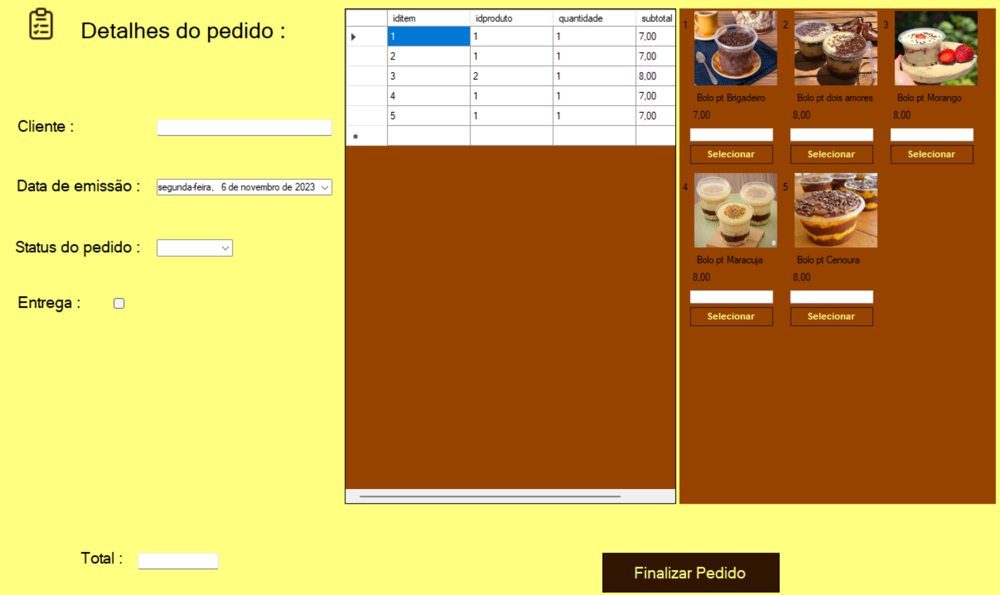 Detalhes do pedido :
Cliente :
Data de emissão : segunda-feira, 6 de novembro de 2023
Status do pedido :
Entrega :
Total :
iditem idproduto quantidade subtotal
1 1 1 7,00
2 1 1 7,00
3 2 1 8,00
4 1 1 7,00
5 1 1 7,00
*
1 2 3
Bolo pt Brigadeiro Bolo pt dois amores Bolo pt Morango
7,00 8,00 8,00
Selecionar Selecionar Selecionar
4 5
Bolo pt Maracuja Bolo pt Cenoura
8,00 8,00
Selecionar Selecionar
Finalizar Pedido